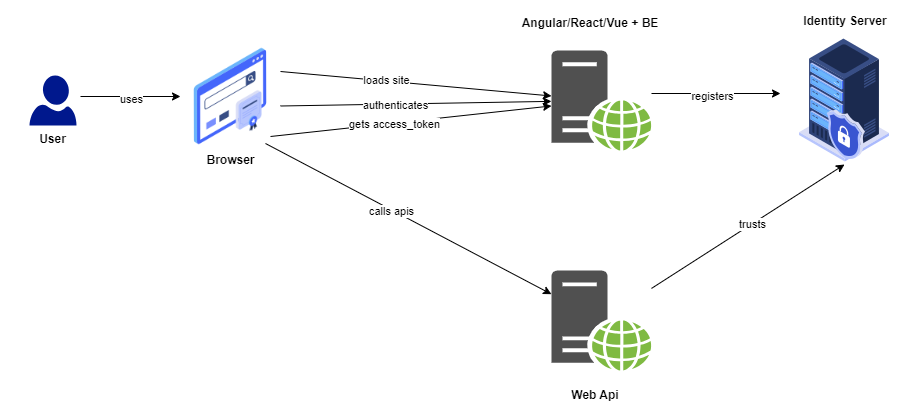 Angular/React/Vue + BE
Identity Server
loads site
uses
authenticates
registers
gets access_token
User
Browser
calls apis
trusts
Web Api